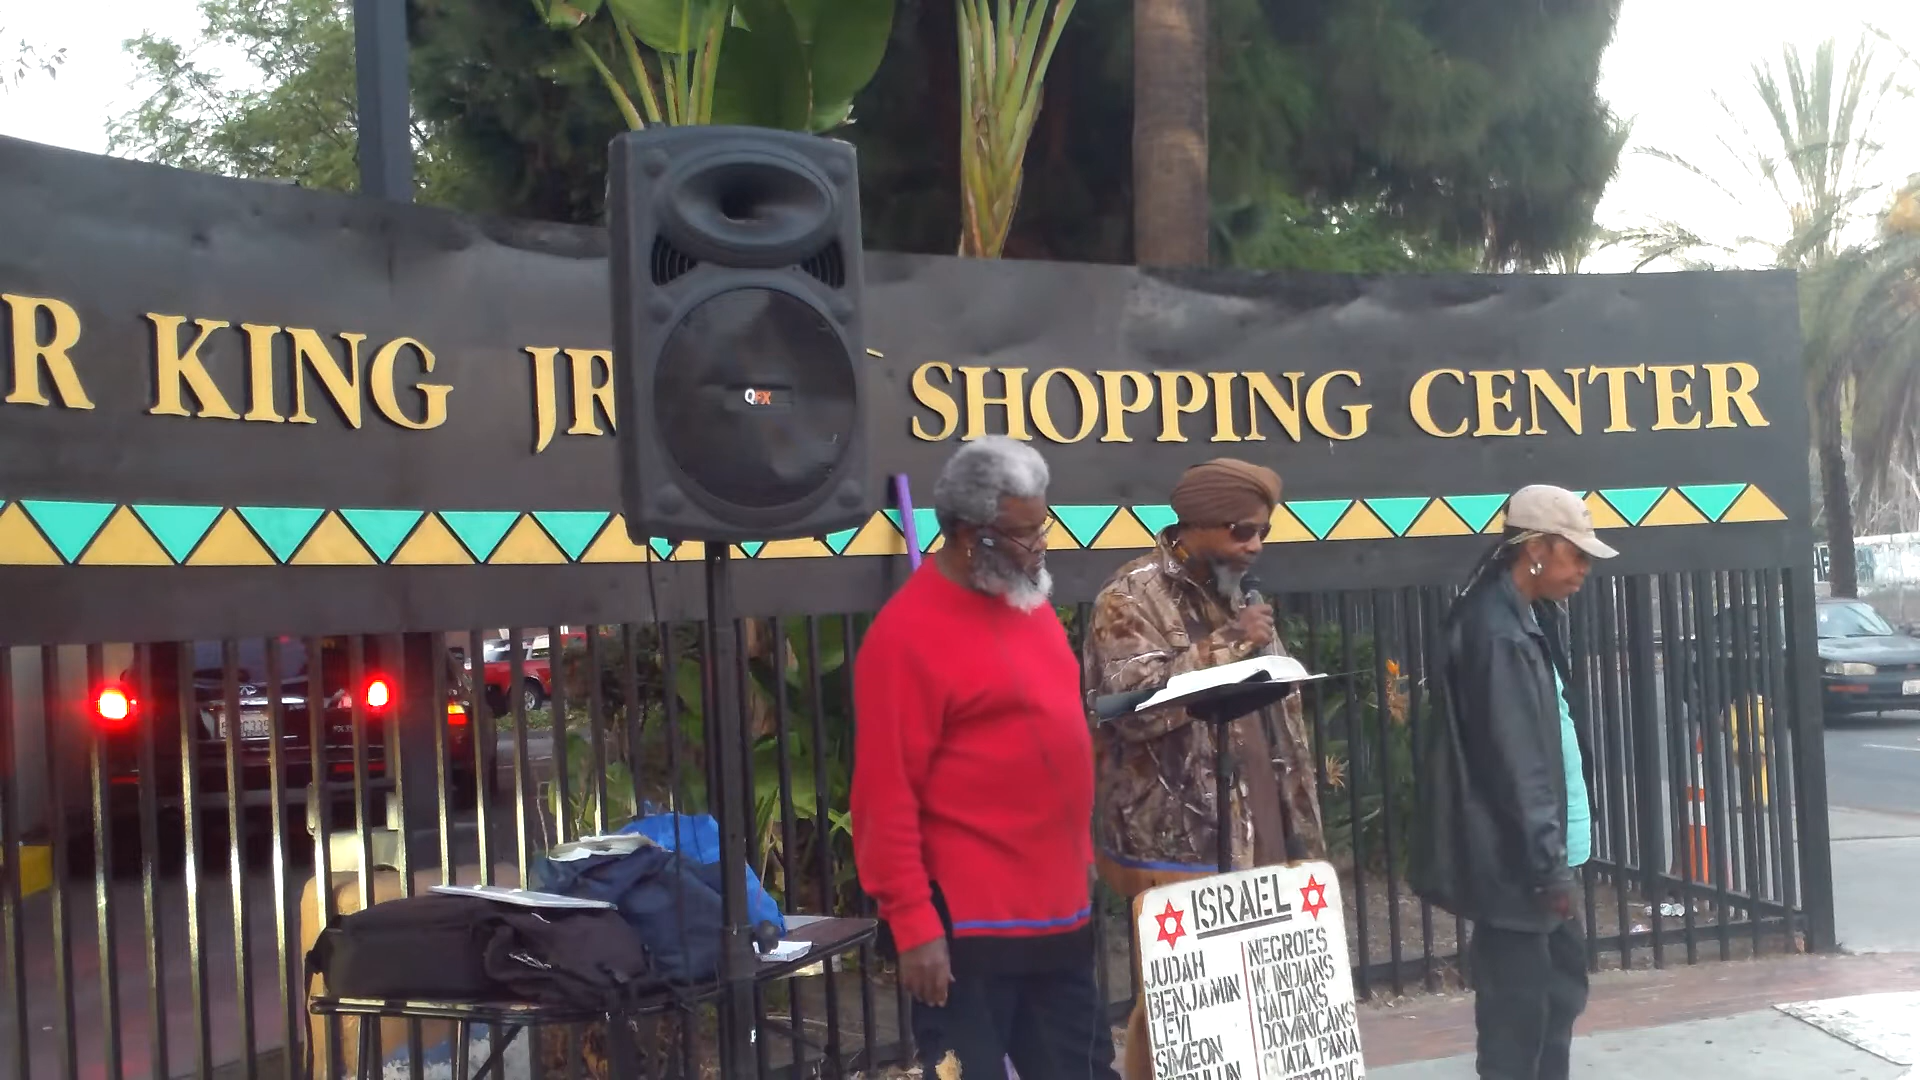 R KING JR SHOPPING CENTER
QFX
ISRAEL
JUDAH NEGROES
BENJAMIN W. INDIANS
LEVI HAITIANS
SIMEON DOMINICANS
GUATA. PANA